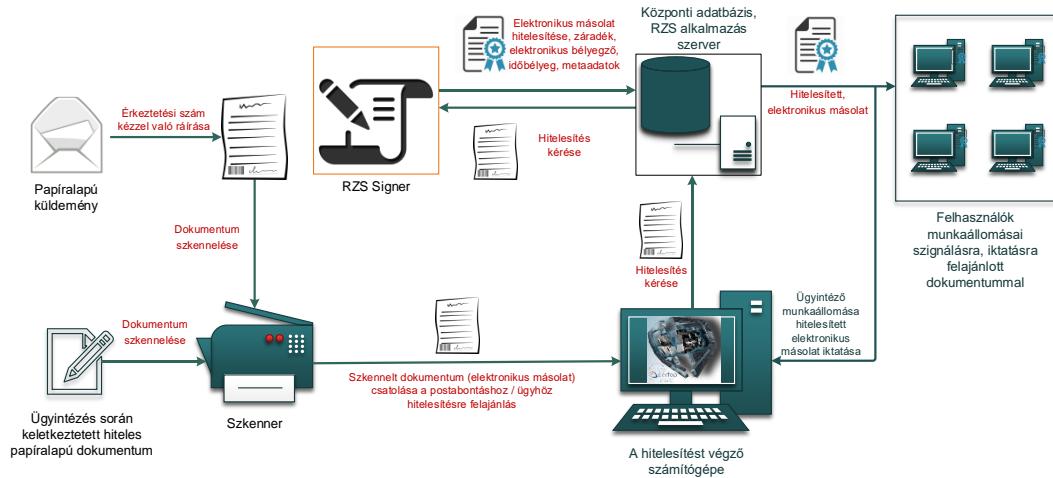 Elektronikus másolat
hitelesítése, záradék,
elektronikus bélyegző,
időbélyeg, metaadatok
Központi adatbázis,
RZS alkalmazás
szerver
Érkeztetési szám
kézzel való ráírása
Hitelesítés
kérése
Hitelesített,
elektronikus másolat
Papíralapú
küldemény
RZS Signer
Dokumentum
szkennelése
Hitelesítés
kérése
Felhasználók
munkaállomásai
szignálásra, iktatásra
felajánlott
dokumentummal
Dokumentum
szkennelése
Ügyintéző
munkaállomása
hitelesített
elektronikus
másolat iktatása
Szkennelt dokumentum (elektronikus másolat)
csatolása a postabontáshoz / ügyhöz
hitelesítésre felajánlás
Ügyintézés során
keletkeztetett hiteles
papíralapú dokumentum
Szkenner
A hitelesítést végző
számítógépe